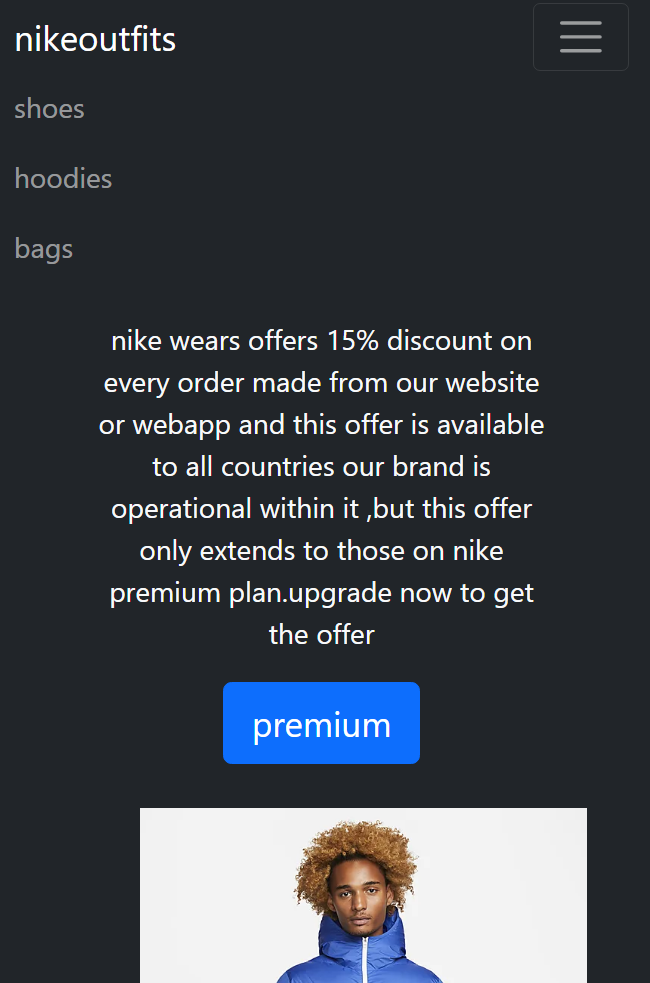 nikeoutfits
shoes
hoodies
bags
nike wears offers 15% discount on
every order made from our website
or webapp and this offer is available
to all countries our brand is
operational within it ,but this offer
only extends to those on nike
premium plan.upgrade now to get
the offer
premium